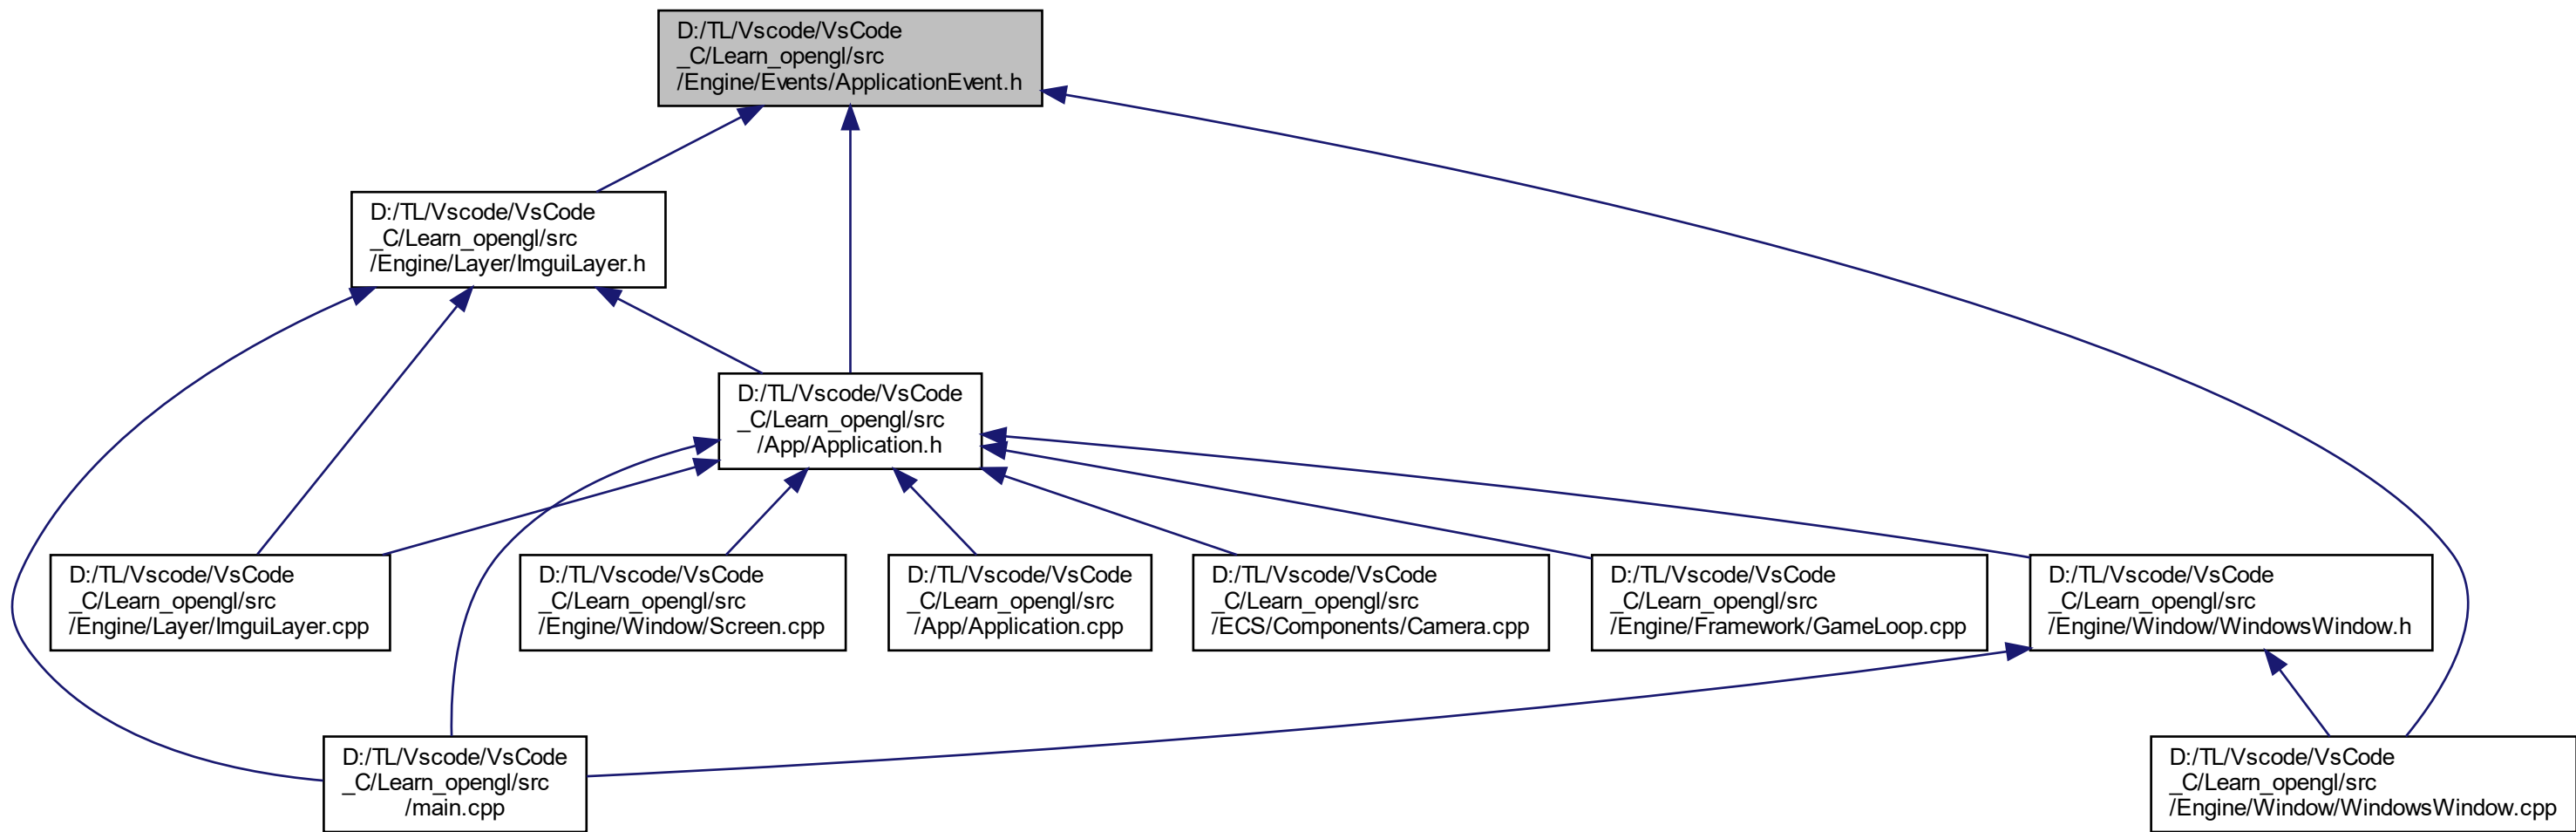 D:/TL/Vscode/VsCode
_C/Learn_opengl/src
/Engine/Events/ApplicationEvent.h
D:/TL/Vscode/VsCode
_C/Learn_opengl/src
/Engine/Layer/ImguiLayer.h
D:/TL/Vscode/VsCode
_C/Learn_opengl/src
/App/Application.h
D:/TL/Vscode/VsCode
_C/Learn_opengl/src
/Engine/Layer/ImguiLayer.cpp
D:/TL/Vscode/VsCode
_C/Learn_opengl/src
/Engine/Window/Screen.cpp
D:/TL/Vscode/VsCode
_C/Learn_opengl/src
/App/Application.cpp
D:/TL/Vscode/VsCode
_C/Learn_opengl/src
/ECS/Components/Camera.cpp
D:/TL/Vscode/VsCode
_C/Learn_opengl/src
/Engine/Framework/GameLoop.cpp
D:/TL/Vscode/VsCode
_C/Learn_opengl/src
/Engine/Window/WindowsWindow.h
D:/TL/Vscode/VsCode
_C/Learn_opengl/src
/main.cpp
D:/TL/Vscode/VsCode
_C/Learn_opengl/src
/Engine/Window/WindowsWindow.cpp